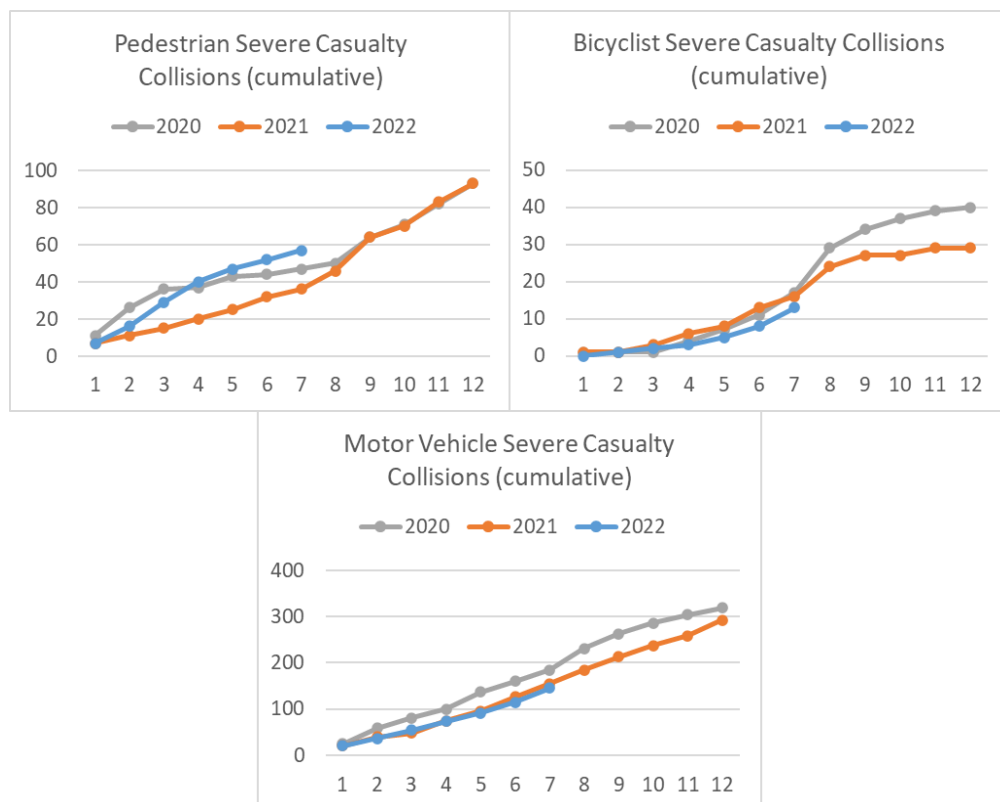 Pedestrian Severe Casualty
Collisions (cumulative)
2020 2021 2022
100
80
60
40
20
0
1 2 3 4 5 6 7 8 9 10 11 12
Bicyclist Severe Casualty Collisions
(cumulative)
2020 2021 2022
50
40
30
20
10
0
1 2 3 4 5 6 7 8 9 10 11 12
Motor Vehicle Severe Casualty
Collisions (cumulative)
2020 2021 2022
400
300
200
100
0
1 2 3 4 5 6 7 8 9 10 11 12